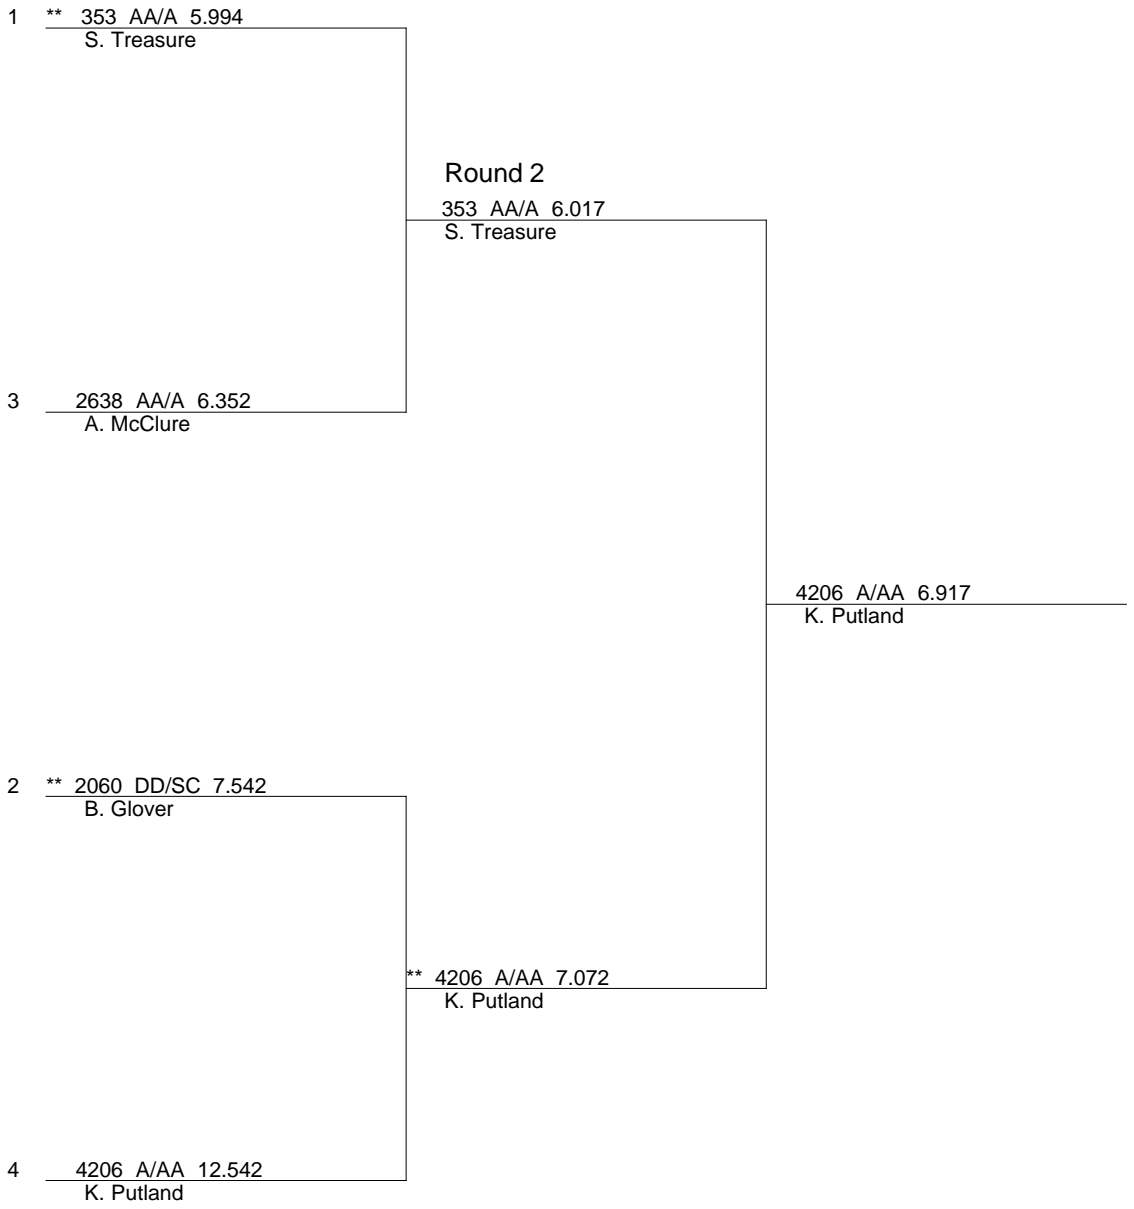 1 ** 353 AA/A 5.994
S. Treasure
Round 2
353 AA/A 6.017
S. Treasure
3 2638 AA/A 6.352
A. McClure
4206 A/AA 6.917
K. Putland
2 ** 2060 DD/SC 7.542
B. Glover
** 4206 A/AA 7.072
K. Putland
4 4206 A/AA 12.542
K. Putland